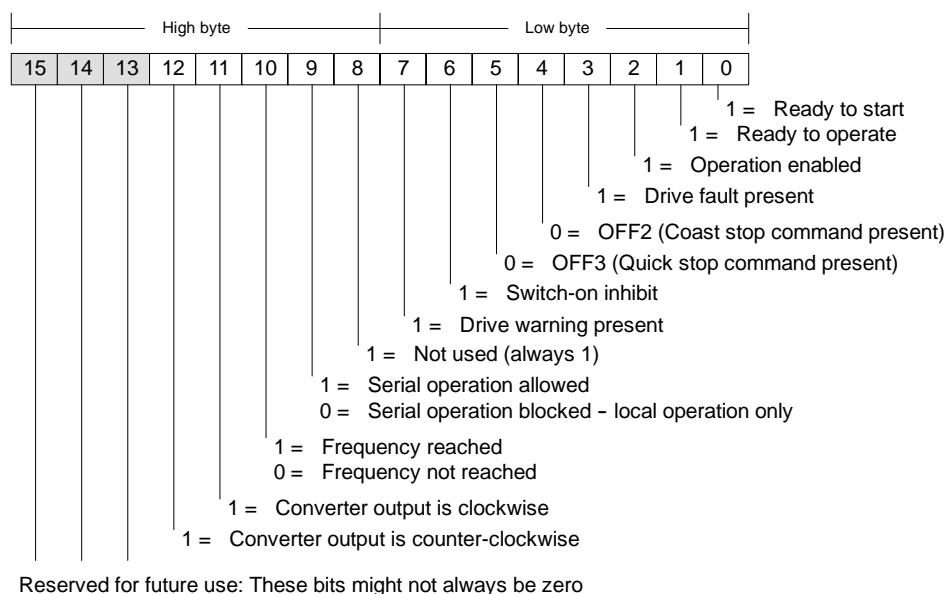 High byte Low byte
15 14 13 12 11 10 9 8 7 6 5 4 3 2 1 0
1 = Ready to start
1 = Ready to operate
1 = Operation enabled
1 = Drive fault present
0 = OFF2 (Coast stop command present)
0 = OFF3 (Quick stop command present)
1 = Switch-on inhibit
1 = Drive warning present
1 = Not used (always 1)
1 = Serial operation allowed
0 = Serial operation blocked – local operation only
1 = Frequency reached
0 = Frequency not reached
1 = Converter output is clockwise
1 = Converter output is counter-clockwise
Reserved for future use: These bits might not always be zero